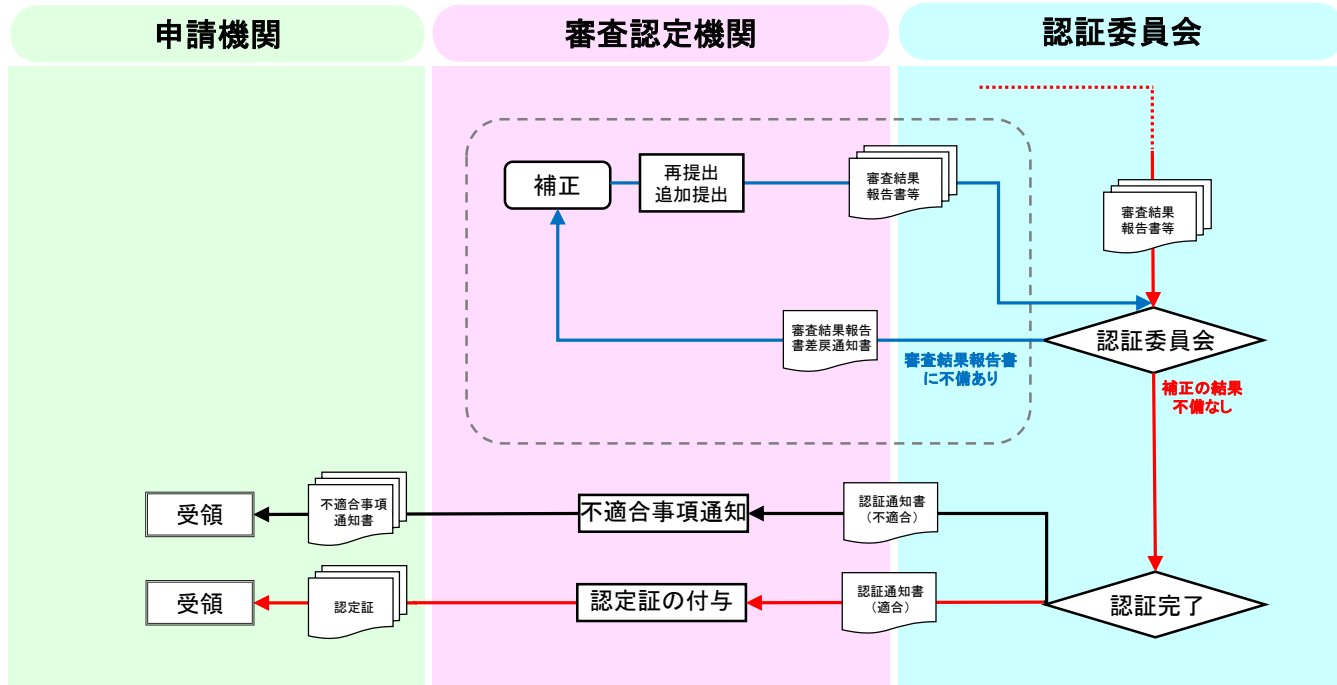 申請機関
審査認定機関
認証委員会
補正
再提出
追加提出
審査結果
報告書等
審査結果
報告書等
審査結果報告
書差戻通知書
審査結果報告書
に不備あり
認証委員会
補正の結果
不備なし
受領
不適合事項
通知書
不適合事項通知
認証通知書
（不適合）
受領
認定証
認定証の付与
認証通知書
（適合）
認証完了